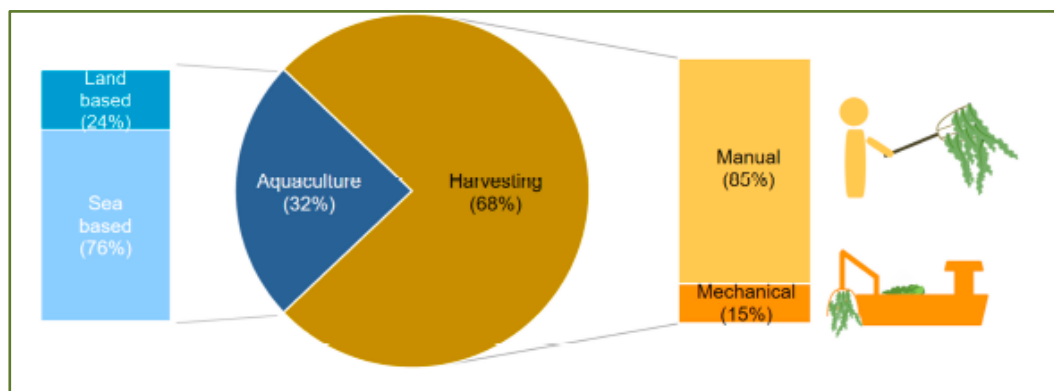 Land
based
(24%)
Sea
based
(76%)
Aquaculture
(32%)
Harvesting
(68%)
Manual
(85%)
Mechanical
(15%)